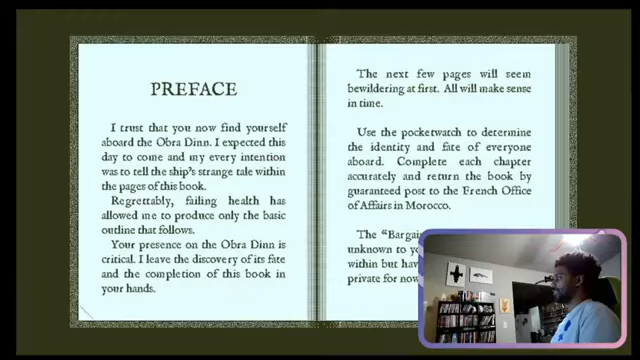 PREFACE
I trust that you now find yourself
aboard the Obra Dinn. I expected this
day to come and my every intention
was to tell the ship's strange tale within
the pages of this book.
Regrettably, failing health has
allowed me to produce only the basic
outline that follows.
Your presence on the Obra Dinn is
critical. I leave the discovery of its fate
and the completion of this book in
your hands.
The next few pages will seem
bewildering at first. All will make sense
in time.
Use the pocketwatch to determine
the identity and fate of everyone
aboard. Complete each chapter
accurately and return the book by
guaranteed post to the French Office
of Affairs in Morocco.
The "Bargai
unknown to yo
within but hav
private for now